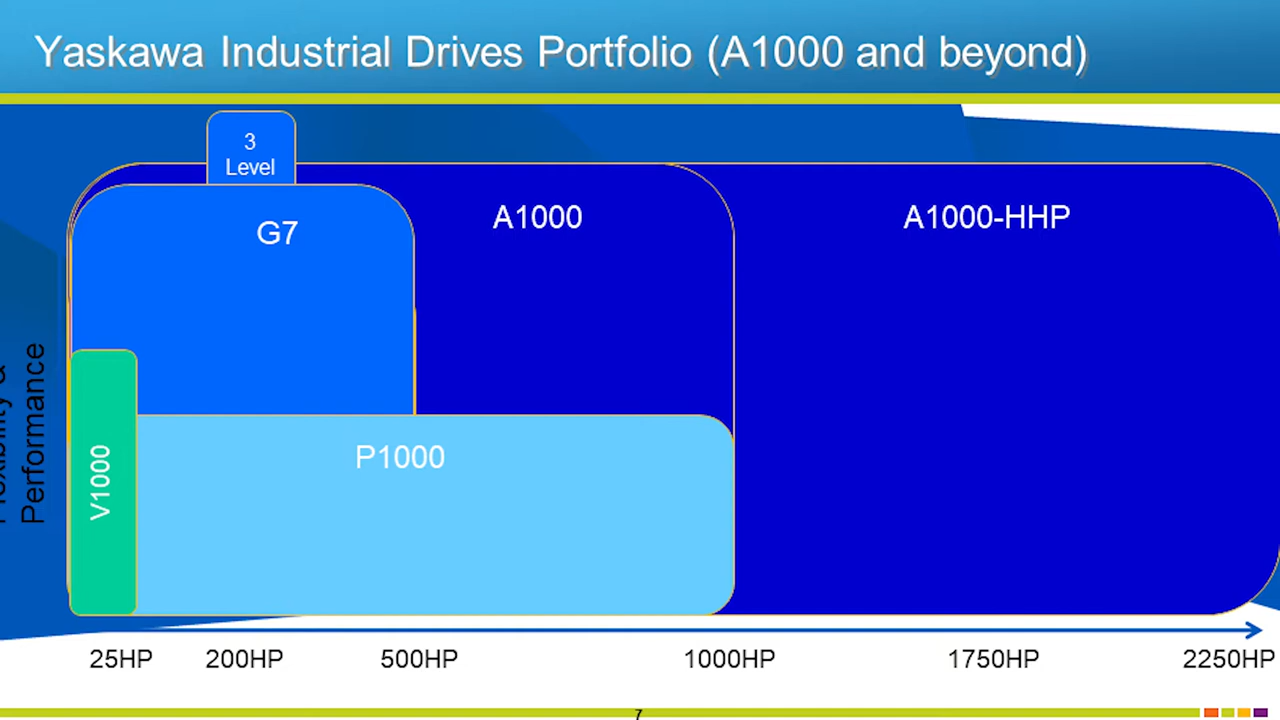 Yaskawa Industrial Drives Portfolio (A1000 and beyond)
3
Level
G7
A1000
A1000-HHP
Performance
V1000
P1000
25HP
200HP
500HP
1000HP
1750HP
2250HP
7